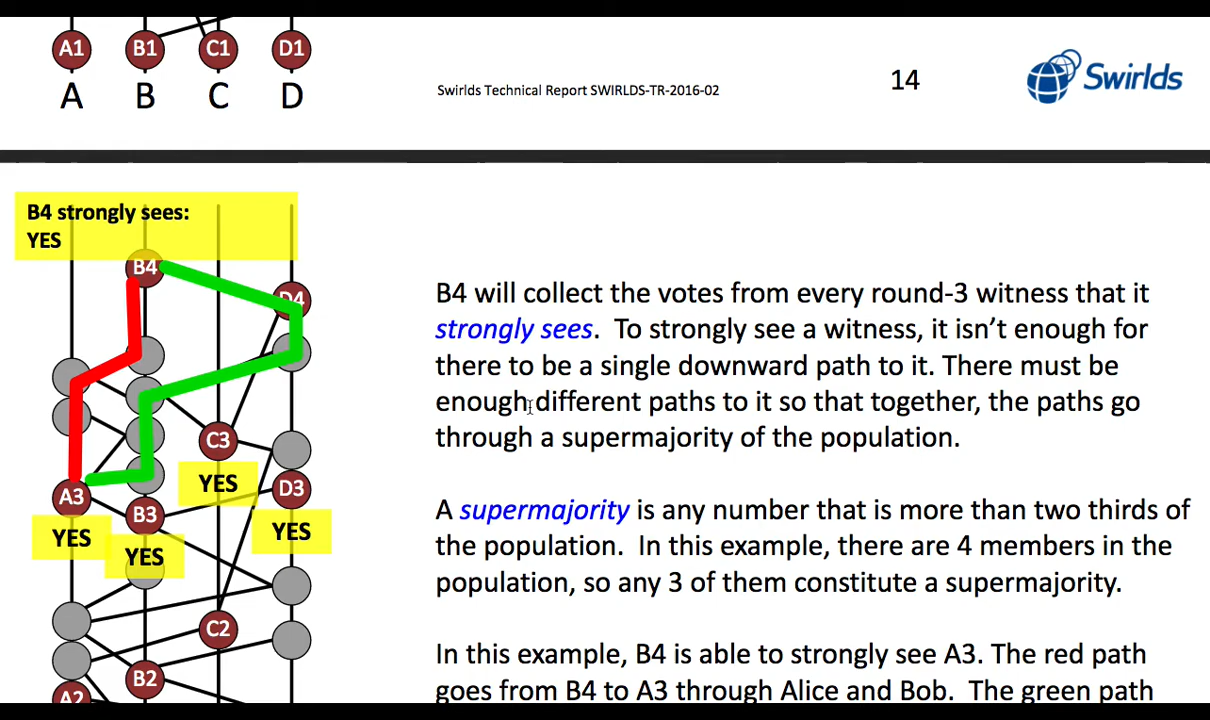 A1 B1 C1 D1
A B C D
Swirlds Technical Report SWIRLDS-TR-2016-02
14
Swirlds
B4 strongly sees:
YES
B4
D4
C3
YES
A3
YES
B3
YES
D3
YES
C2
B2
A2
B4 will collect the votes from every round-3 witness that it
strongly sees. To strongly see a witness, it isn’t enough for
there to be a single downward path to it. There must be
enough different paths to it so that together, the paths go
through a supermajority of the population.
A supermajority is any number that is more than two thirds of
the population. In this example, there are 4 members in the
population, so any 3 of them constitute a supermajority.
In this example, B4 is able to strongly see A3. The red path
goes from B4 to A3 through Alice and Bob. The green path